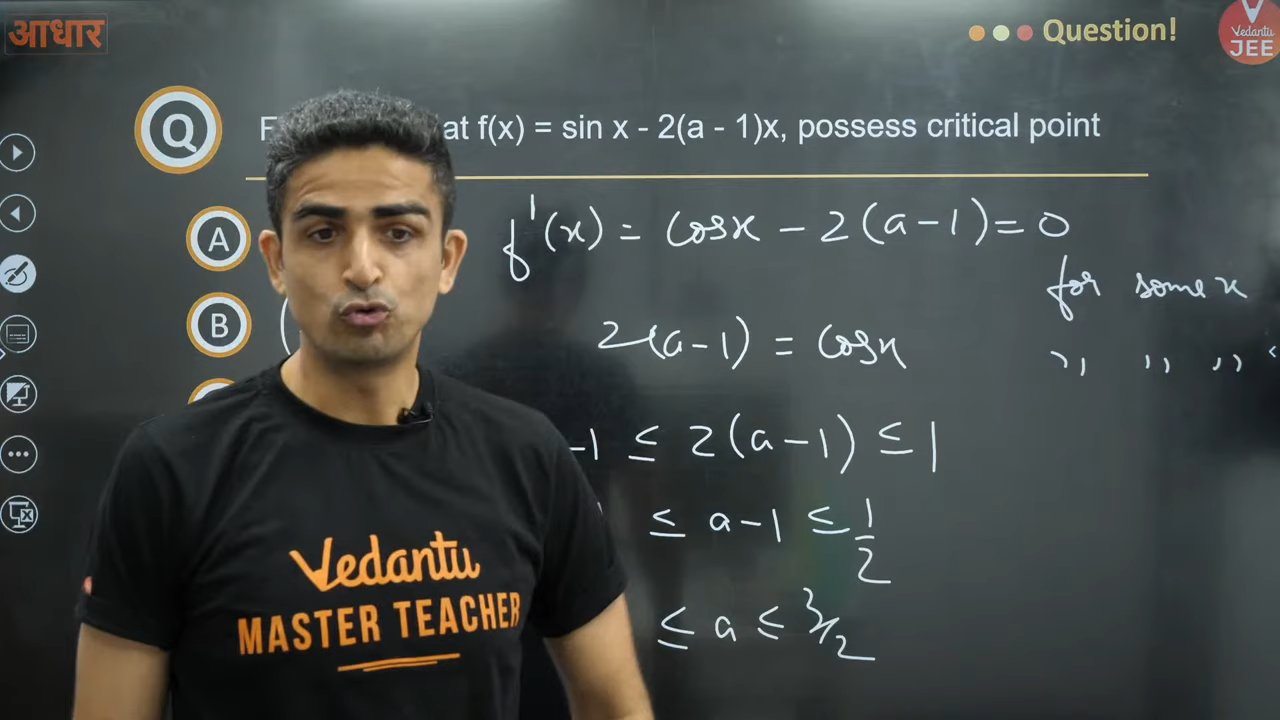 आधार
Question!
Vedantu
JEE
Q
at f(x) = sin x - 2(a - 1)x, possess critical point
A
f'(x) = cosx - 2(a-1) = 0
for some x
B (
2(a-1) = cosx
,, ,, ,,
-1 ≤ 2(a-1) ≤ 1
≤ a-1 ≤ 1/2
≤ a ≤ 3/2
Vedantu
MASTER TEACHER